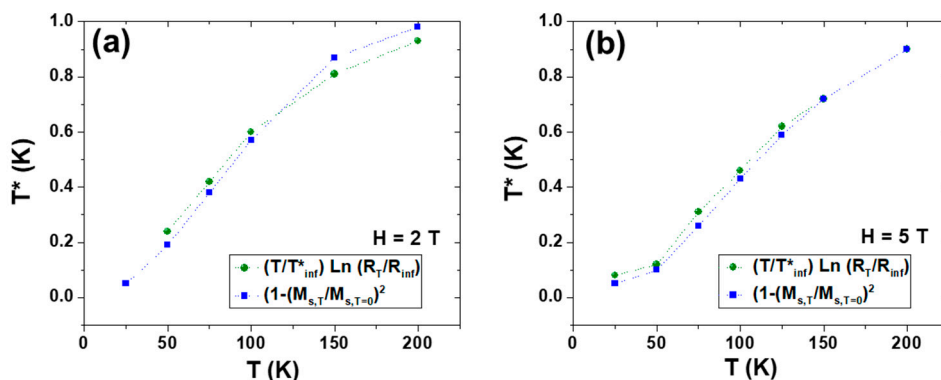 (a)
1.0
0.8
0.6
0.4
0.2
0.0
T* (K)
H = 2 T
(T/T*inf) Ln (RT/Rinf)
(1-(Ms,T/Ms,T=0)²
0 50 100 150 200
T (K)
(b)
1.0
0.8
0.6
0.4
0.2
0.0
T* (K)
H = 5 T
(T/T*inf) Ln (RT/Rinf)
(1-(Ms,T/Ms,T=0)²
0 50 100 150 200
T (K)